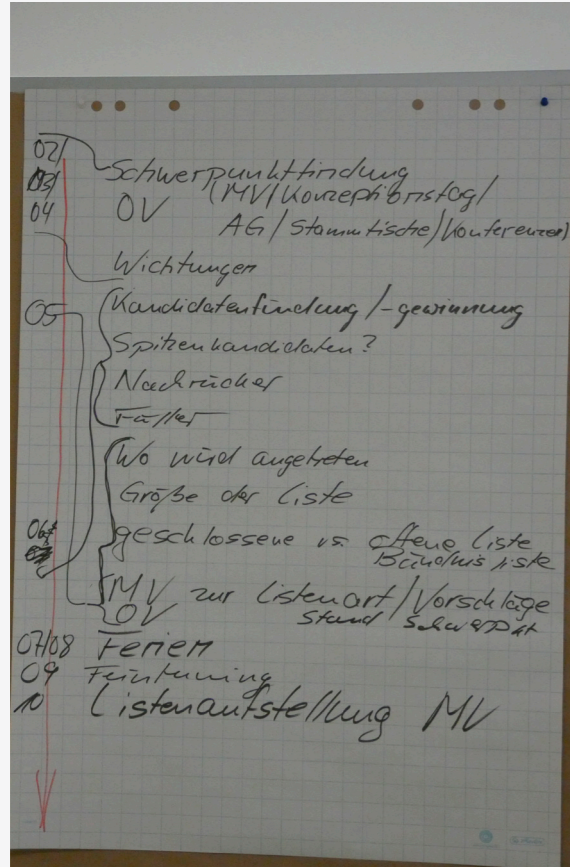 02/
03/
04
Schwerpunktfindung
OV (MV/Konzeptionstag/
AG/Stammtische/Konferenzen)
Wichtungen
05 Kandidatenfindung/-gewinnung
Spitzenkandidaten?
Nachrücker
Füller
Wo wird angetreten
Größe der Liste
06 geschlossene vs. offene Liste
Bündnisliste
MV zur Listenart/Vorschläge
OV Stand Schwerpkt
07/08 Ferien
09 Feintuning
10 Listenaufstellung MV